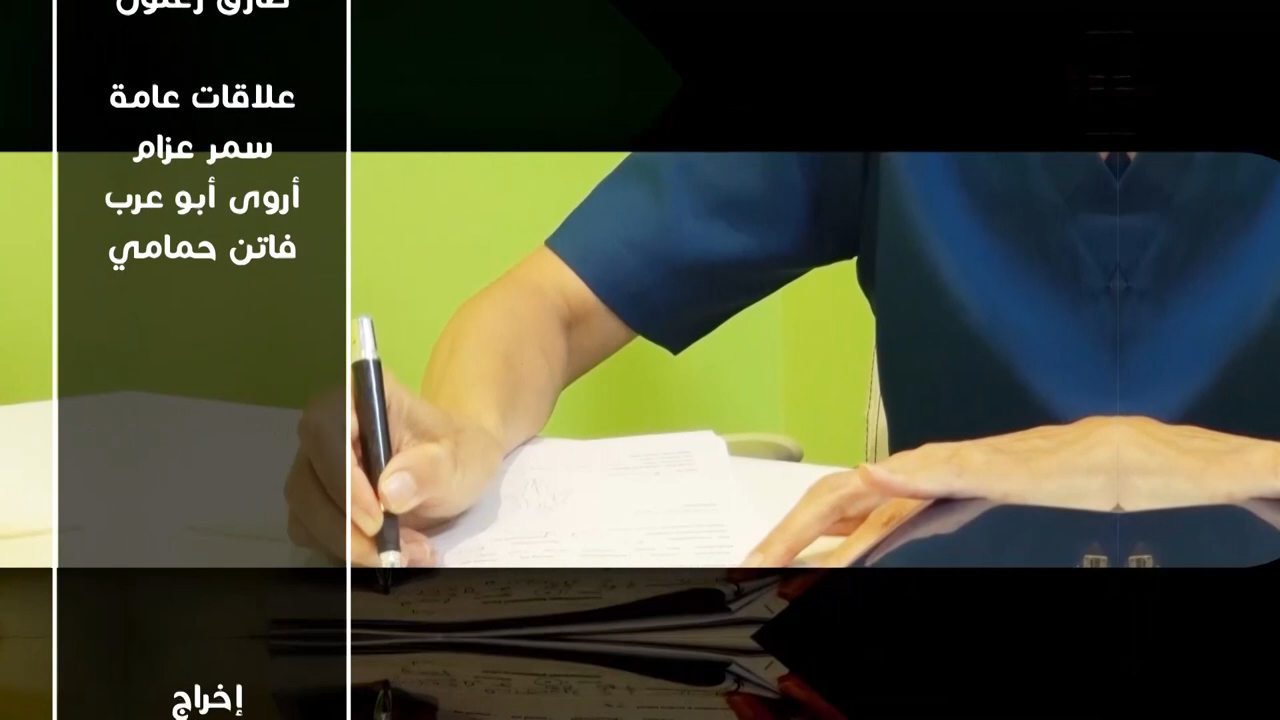 علاقات عامة
سمر عزام
أروى أبو عرب
فاتن حمامي
إخراج